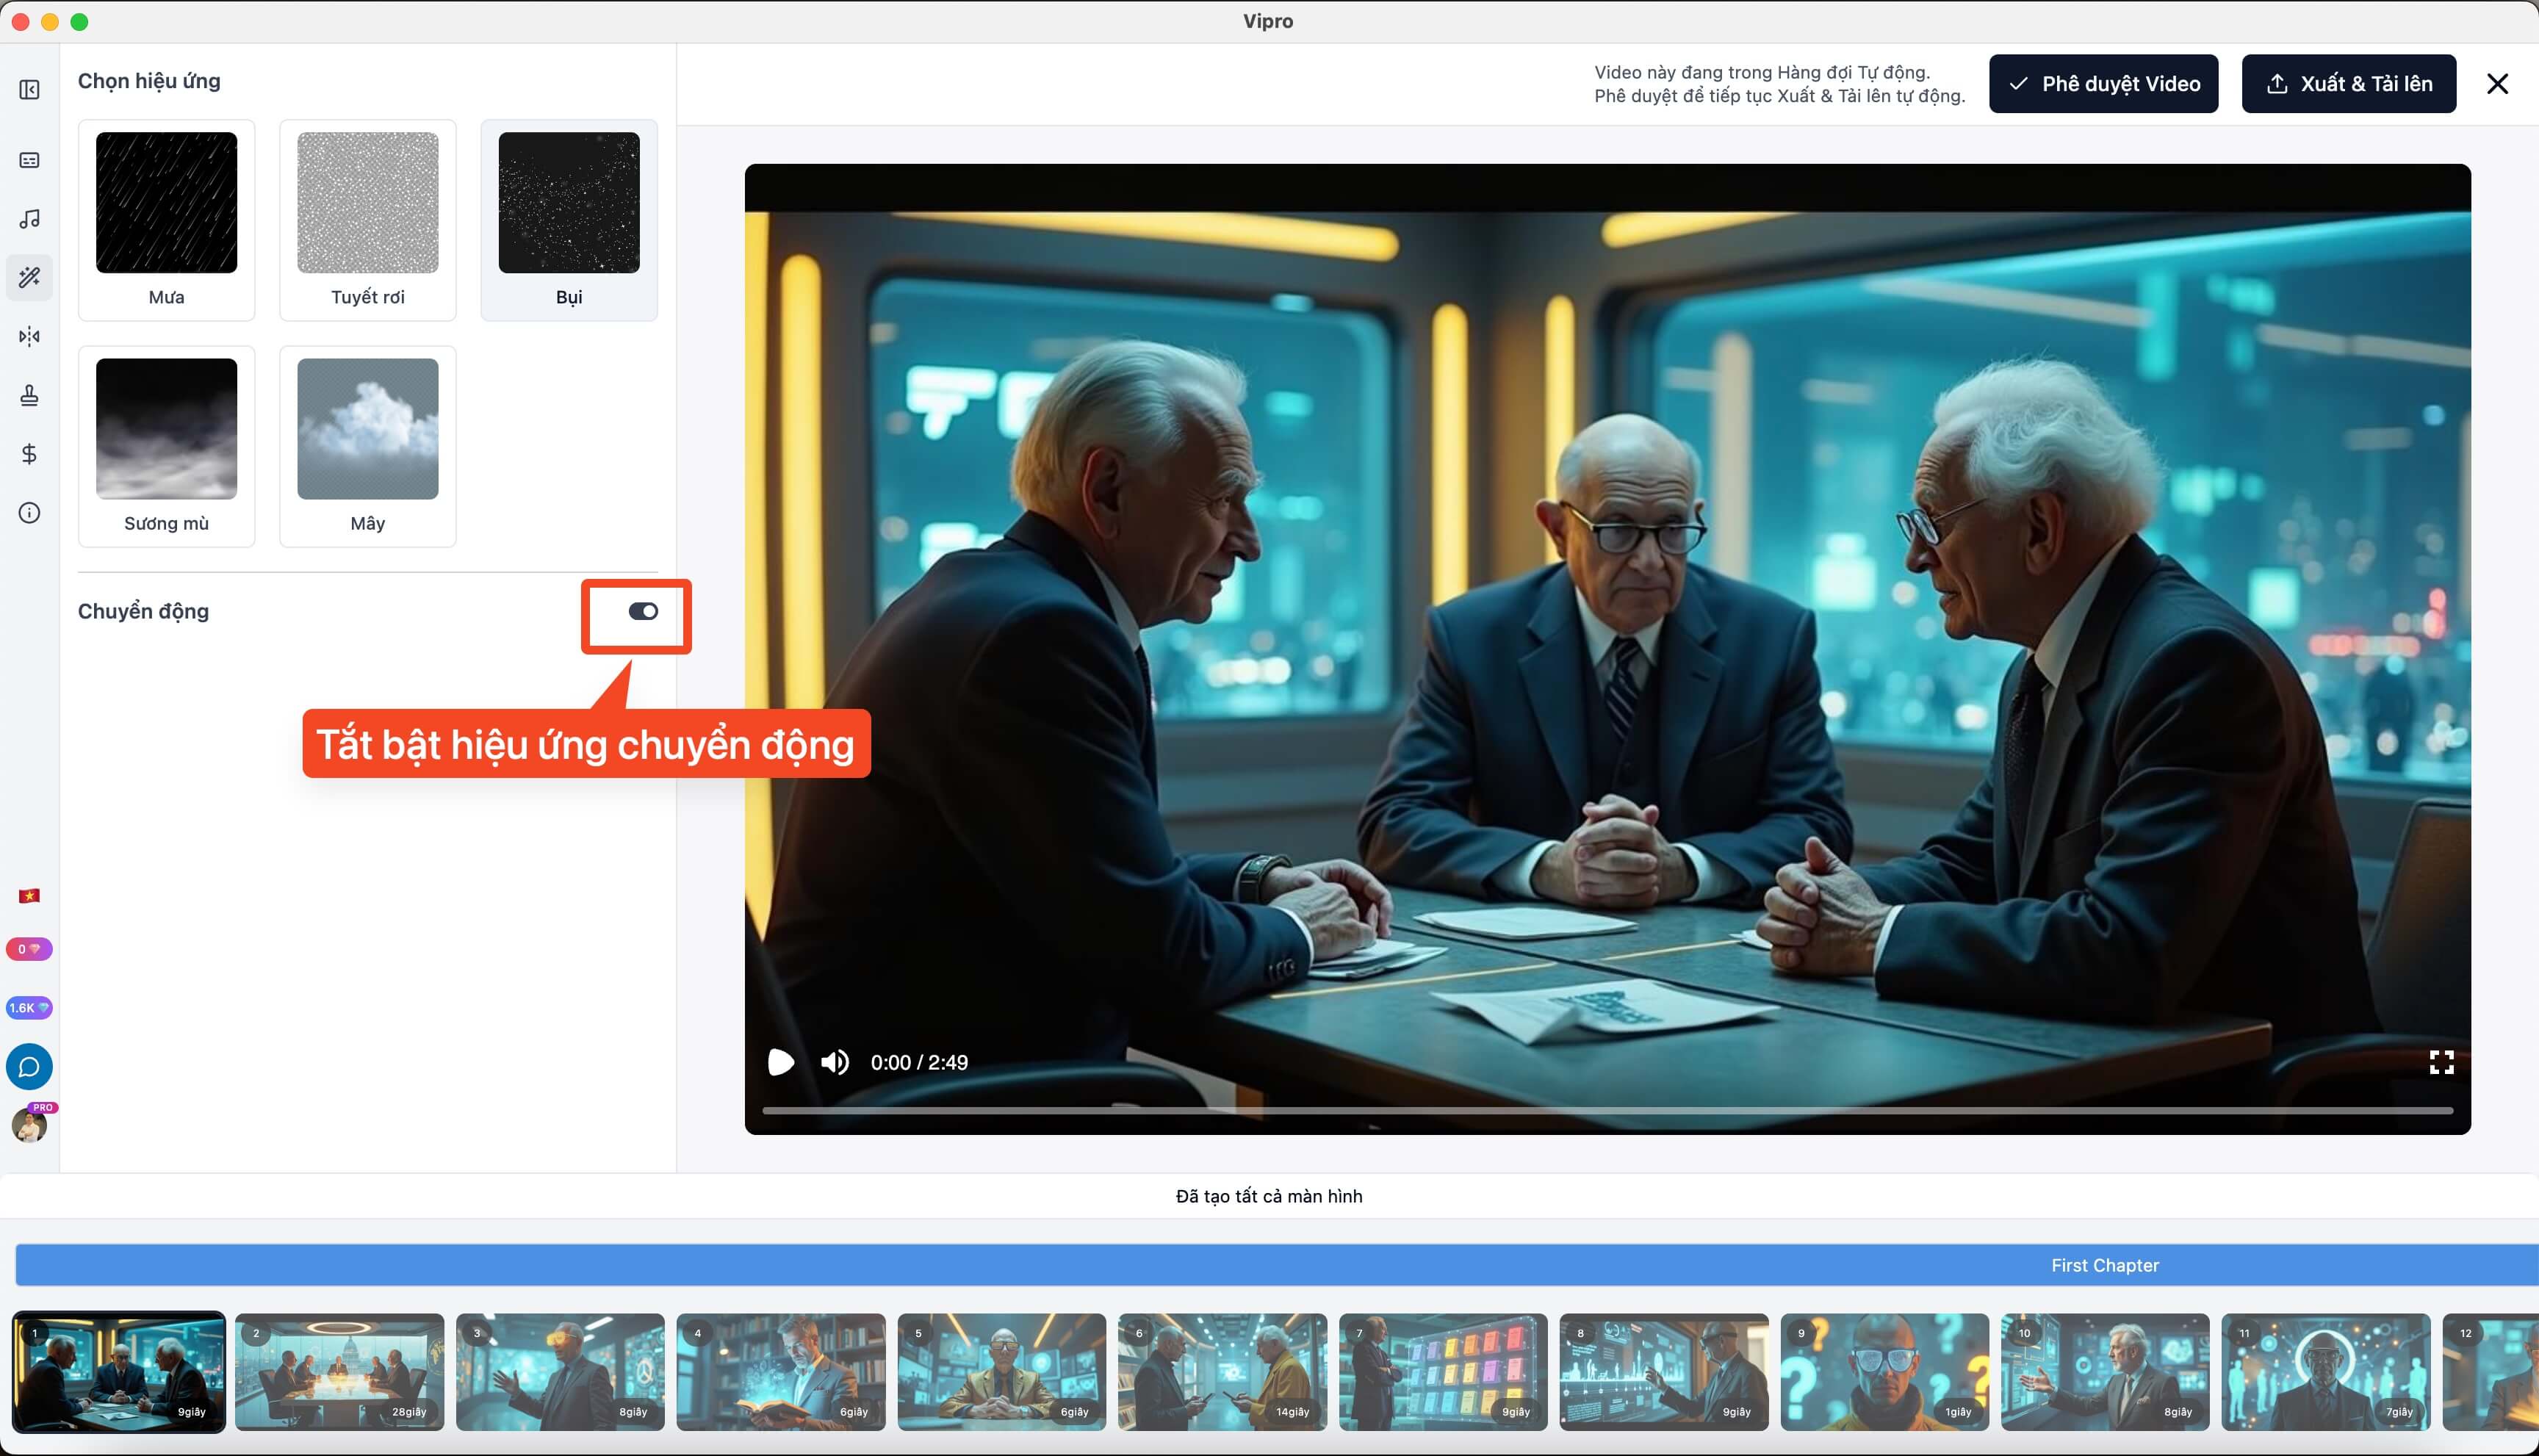 Vipro
Chọn hiệu ứng
Mưa
Tuyết rơi
Bụi
Sương mù
Mây
Chuyển động
Tắt bật hiệu ứng chuyển động
Video này đang trong Hàng đợi Tự động.
Phê duyệt để tiếp tục Xuất & Tải lên tự động.
Phê duyệt Video
Xuất & Tải lên
0:00 / 2:49
0
1.6K
PRO
Đã tạo tất cả màn hình
First Chapter
1
9giây
2
28giây
3
8giây
4
6giây
5
6giây
6
14giây
7
9giây
8
9giây
9
1giây
10
8giây
11
7giây
12